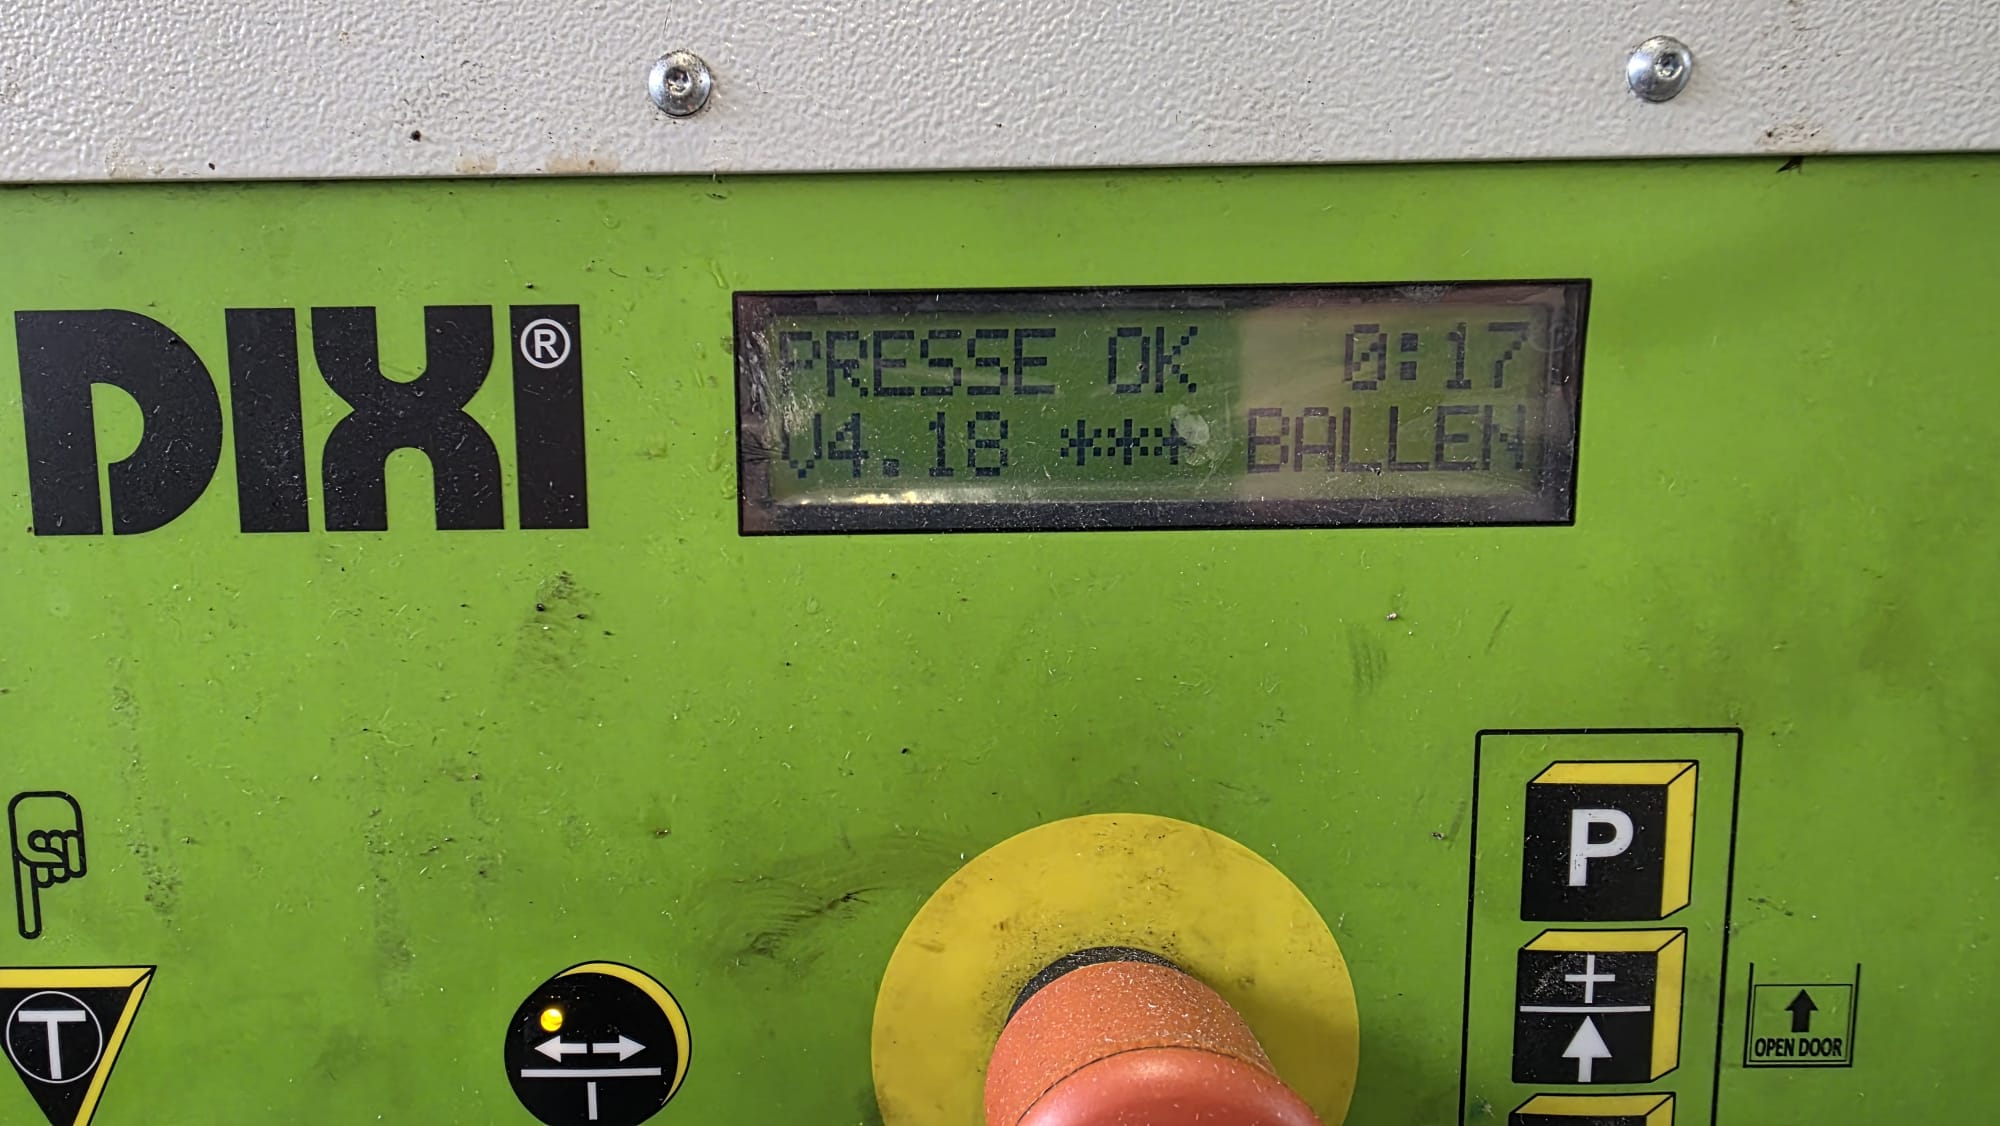 DIXI®
PRESSE OK 0:17
V4.18 *** BALLEN
P
+
T
OPEN DOOR